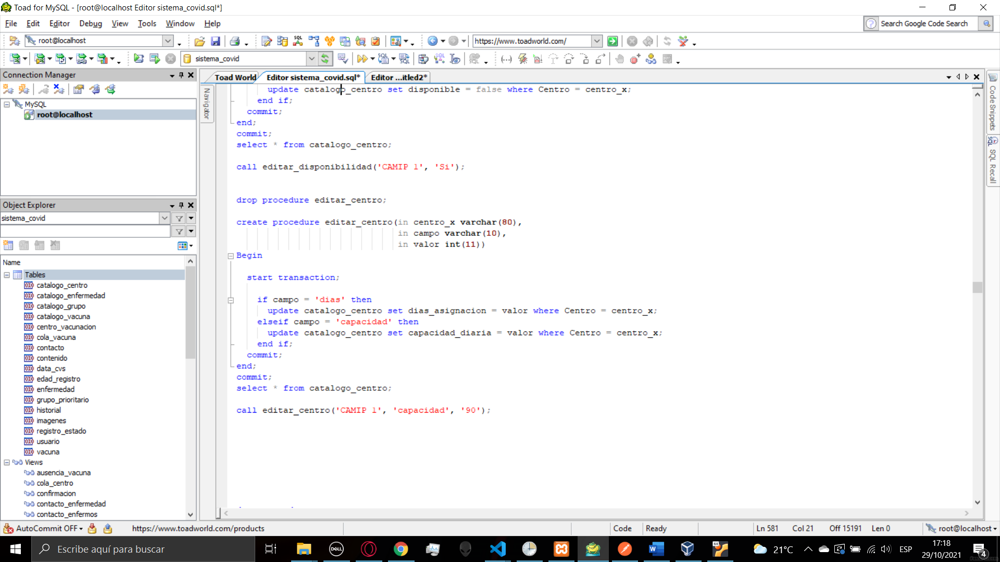 Toad for MySQL - [root@localhost Editor sistema_covid.sql*]
File Edit Editor Debug View Tools Window Help
Search Google Code Search
root@localhost
https://www.toadworld.com/
sistema_covid
Connection Manager
MySQL
root@localhost
Object Explorer
sistema_covid
Name
Tables
catalogo_centro
catalogo_enfermedad
catalogo_grupo
catalogo_vacuna
centro_vacunacion
cola_vacuna
contacto
contenido
data_cvs
edad_registro
enfermedad
grupo_prioritario
historial
imagenes
registro_estado
usuario
vacuna
Views
ausencia_vacuna
cola_centro
confirmacion
contacto_enfermedad
contacto_enfermos
Toad World
Editor sistema_covid.sql*
Editor ...itled2*
Navigator
update catalogo_centro set disponible = false where Centro = centro_x;
end if;
commit;
end;
commit;
select * from catalogo_centro;
call editar_disponibilidad('CAMIP 1', 'Si');
drop procedure editar_centro;
create procedure editar_centro(in centro_x varchar(80),
in campo varchar(10),
in valor int(11))
Begin
start transaction;
if campo = 'dias' then
update catalogo_centro set dias_asignacion = valor where Centro = centro_x;
elseif campo = 'capacidad' then
update catalogo_centro set capacidad_diaria = valor where Centro = centro_x;
end if;
commit;
end;
commit;
select * from catalogo_centro;
call editar_centro('CAMIP 1', 'capacidad', '90');
Code Snippets
SQL Recall
AutoCommit OFF
https://www.toadworld.com/products
Code
Ready
Ln 581
Col 21
Off 15191
Len 0
root@localhost
Escribe aquí para buscar
DELL
21°C
ESP
17:18
29/10/2021
4